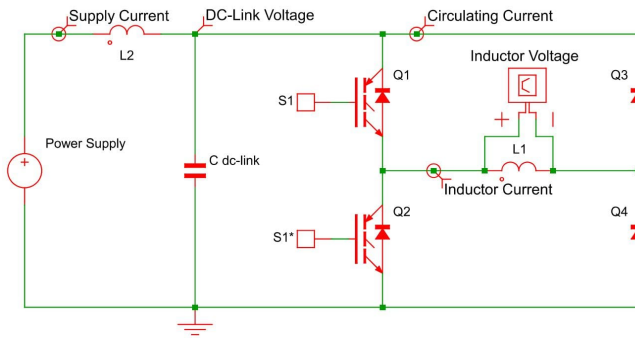 Supply Current
DC-Link Voltage
Circulating Current
L2
Q1
Inductor Voltage
Q3
S1
Power Supply
C dc-link
L1
Inductor Current
Q2
Q4
S1*